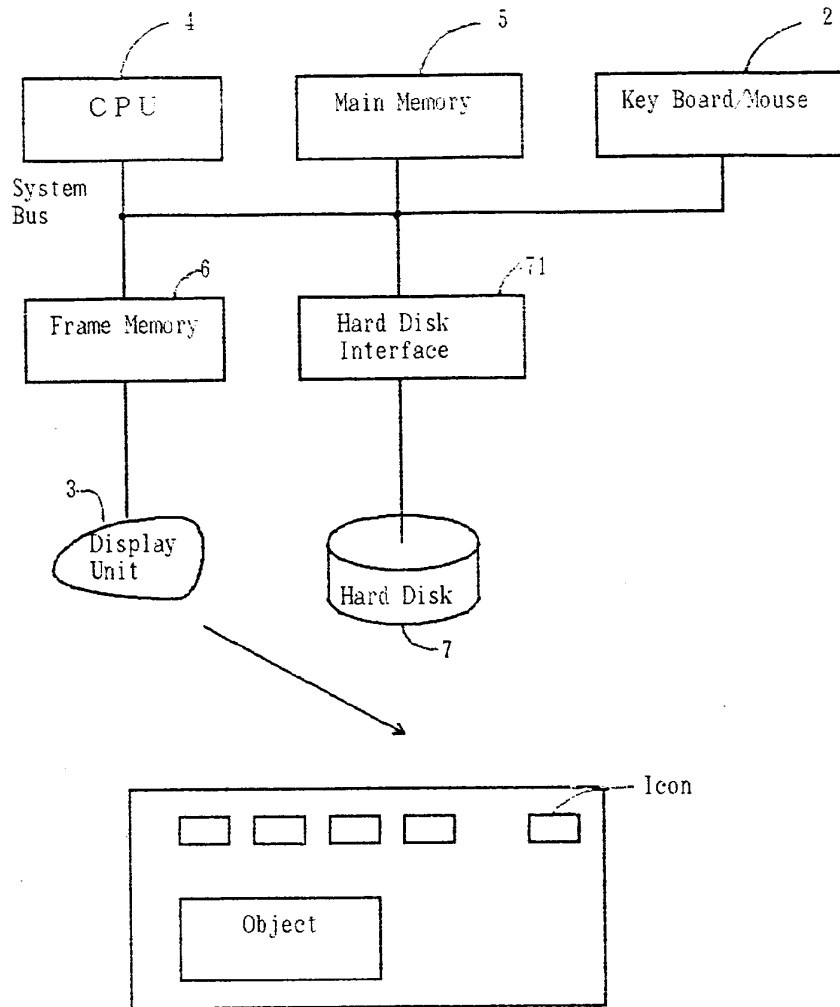 4
5
2
CPU
Main Memory
Key Board/Mouse
System
Bus
6
71
Frame Memory
Hard Disk
Interface
3
Display
Unit
Hard Disk
7
Icon
Object